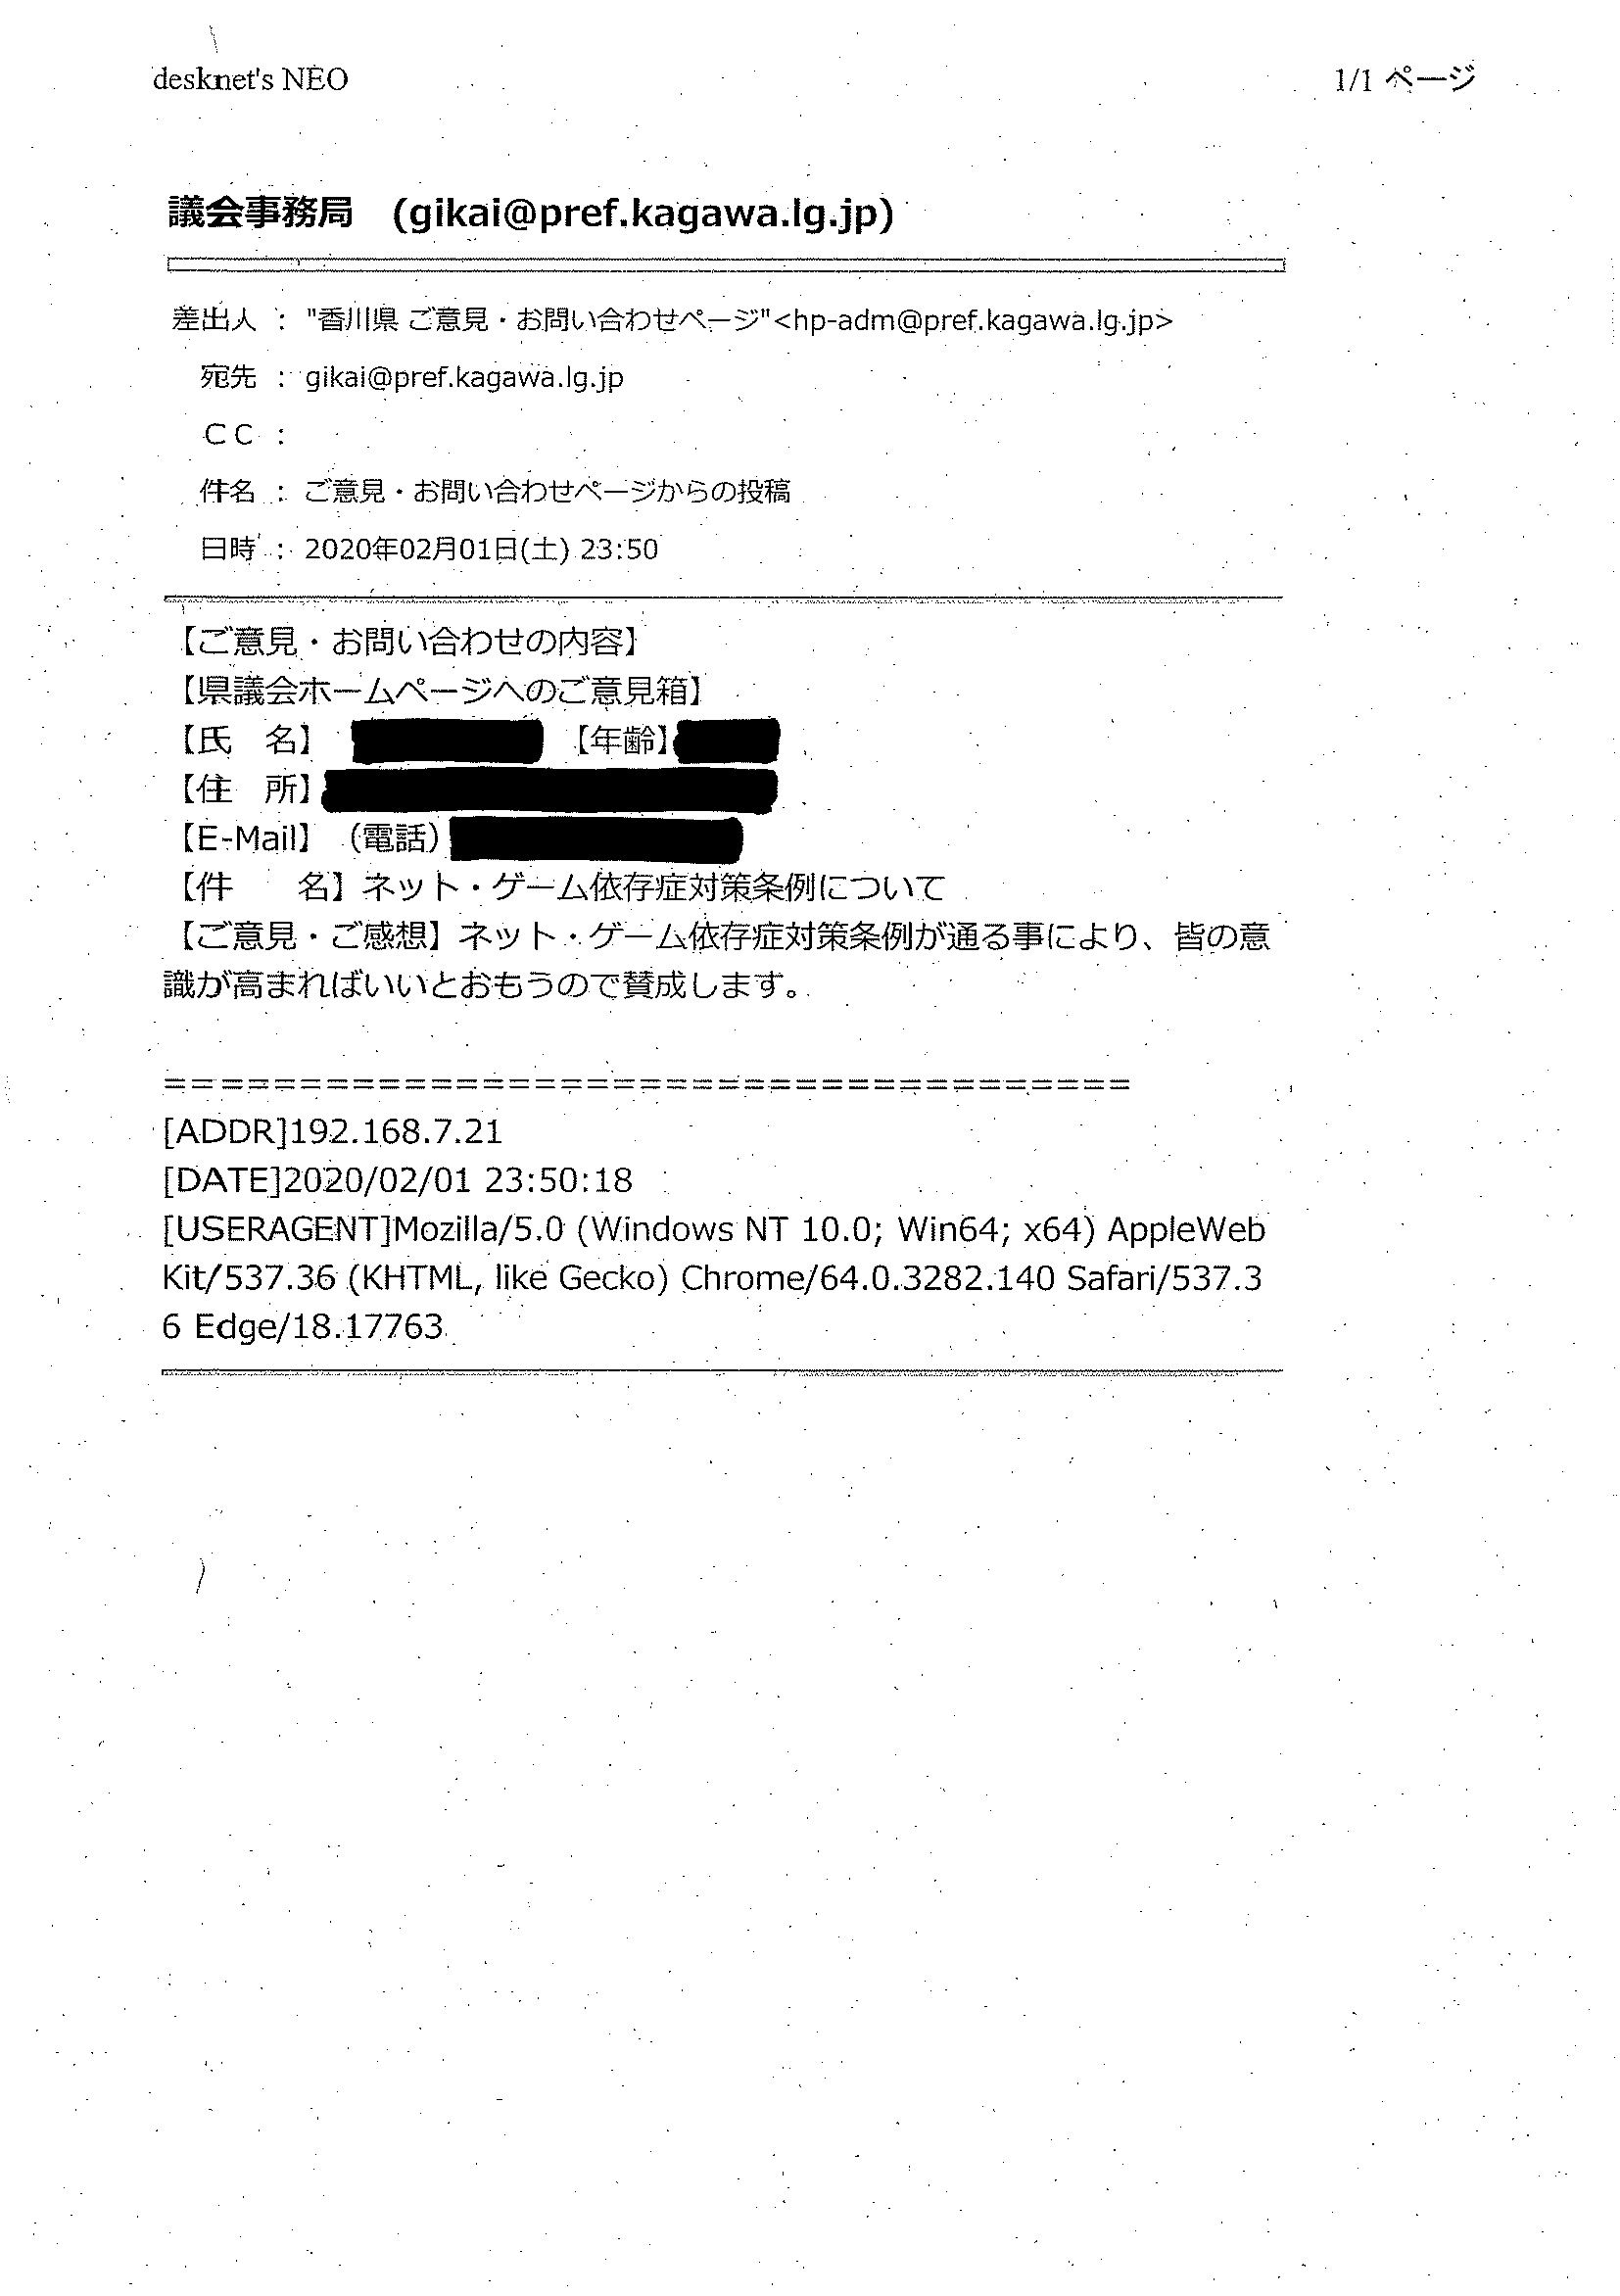 desknet's NEO 1/1 ページ
議会事務局 (gikai@pref.kagawa.lg.jp)
差出人 : "香川県 ご意見・お問い合わせページ"<hp-adm@pref.kagawa.lg.jp>
宛先 : gikai@pref.kagawa.lg.jp
CC :
件名 : ご意見・お問い合わせページからの投稿
日時 : 2020年02月01日(土) 23:50
【ご意見・お問い合わせの内容】
【県議会ホームページへのご意見箱】
【氏　名】 【年齢】
【住　所】
【E-Mail】（電話）
【件　　名】ネット・ゲーム依存症対策条例について
【ご意見・ご感想】ネット・ゲーム依存症対策条例が通る事により、皆の意
識が高まればいいとおもうので賛成します。
=====================================
[ADDR]192.168.7.21
[DATE]2020/02/01 23:50:18
[USERAGENT]Mozilla/5.0 (Windows NT 10.0; Win64; x64) AppleWeb
Kit/537.36 (KHTML, like Gecko) Chrome/64.0.3282.140 Safari/537.3
6 Edge/18.17763